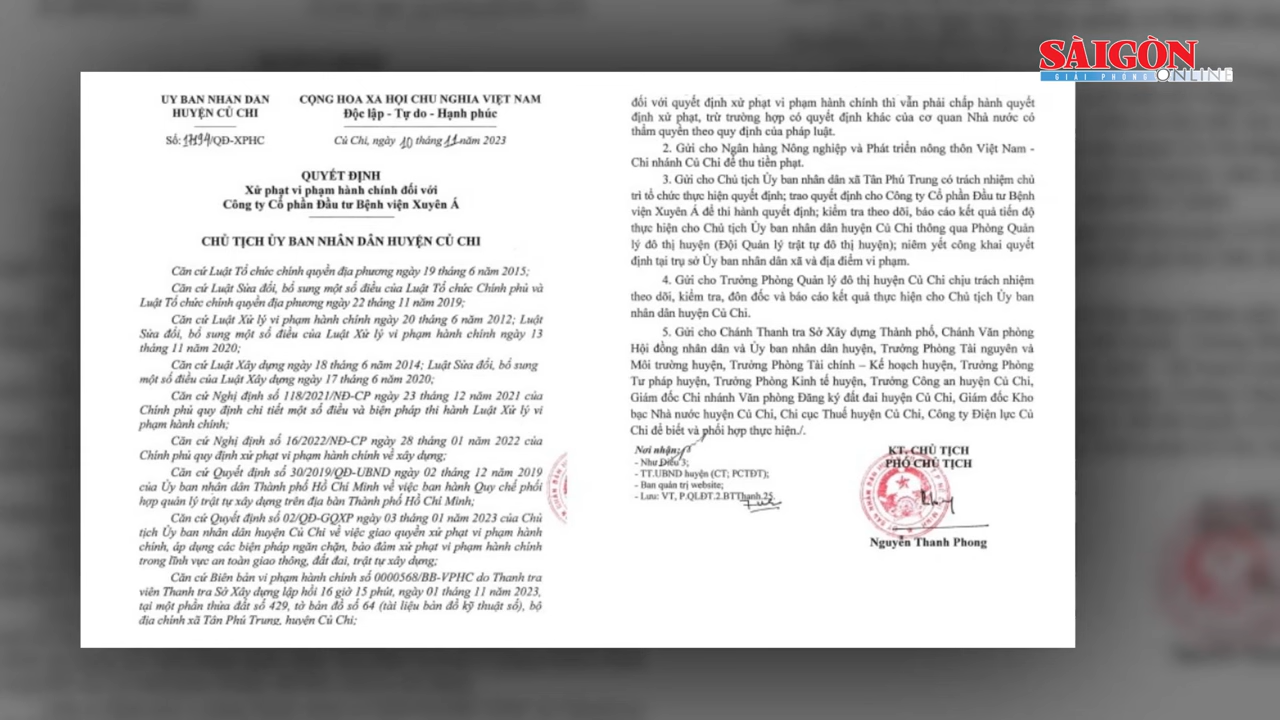 SÀIGÒN
GIẢI PHÓNG ONLINE
ỦY BAN NHÂN DÂN
HUYỆN CỦ CHI
CỘNG HÒA XÃ HỘI CHỦ NGHĨA VIỆT NAM
Độc lập - Tự do - Hạnh phúc
Số: /QĐ-XPHC
Củ Chi, ngày 10 tháng 11 năm 2023
QUYẾT ĐỊNH
Xử phạt vi phạm hành chính đối với
Công ty Cổ phần Đầu tư Bệnh viện Xuyên Á
CHỦ TỊCH ỦY BAN NHÂN DÂN HUYỆN CỦ CHI
Căn cứ Luật Tổ chức chính quyền địa phương ngày 19 tháng 6 năm 2015;
Căn cứ Luật Sửa đổi, bổ sung một số điều của Luật Tổ chức Chính phủ và
Luật Tổ chức chính quyền địa phương ngày 22 tháng 11 năm 2019;
Căn cứ Luật Xử lý vi phạm hành chính ngày 20 tháng 6 năm 2012; Luật
Sửa đổi, bổ sung một số điều của Luật Xử lý vi phạm hành chính ngày 13
tháng 11 năm 2020;
Căn cứ Luật Xây dựng ngày 18 tháng 6 năm 2014; Luật Sửa đổi, bổ sung
một số điều của Luật Xây dựng ngày 17 tháng 6 năm 2020;
Căn cứ Nghị định số 118/2021/NĐ-CP ngày 23 tháng 12 năm 2021 của
Chính phủ quy định chi tiết một số điều và biện pháp thi hành Luật Xử lý vi
phạm hành chính;
Căn cứ Nghị định số 16/2022/NĐ-CP ngày 28 tháng 01 năm 2022 của
Chính phủ quy định xử phạt vi phạm hành chính về xây dựng;
Căn cứ Quyết định số 30/2019/QĐ-UBND ngày 02 tháng 12 năm 2019
của Ủy ban nhân dân Thành phố Hồ Chí Minh về việc ban hành Quy chế phối
hợp quản lý trật tự xây dựng trên địa bàn Thành phố Hồ Chí Minh;
Căn cứ Quyết định số 02/QĐ-GQXP ngày 03 tháng 01 năm 2023 của Chủ
tịch Ủy ban nhân dân huyện Củ Chi về việc giao quyền xử phạt vi phạm hành
chính, áp dụng các biện pháp ngăn chặn, bảo đảm xử phạt vi phạm hành chính
trong lĩnh vực an toàn giao thông, đất đai, trật tự xây dựng;
Căn cứ Biên bản vi phạm hành chính số 0000568/BB-VPHC do Thanh tra
viên Thanh tra Sở Xây dựng lập hồi 16 giờ 15 phút, ngày 01 tháng 11 năm 2023,
tại một phần thửa đất số 429, tờ bản đồ số 64 (tài liệu bản đồ kỹ thuật số), bộ
địa chính xã Tân Phú Trung, huyện Củ Chi;
đối với quyết định xử phạt vi phạm hành chính thì vẫn phải chấp hành quyết
định xử phạt, trừ trường hợp có quyết định khác của cơ quan Nhà nước có
thẩm quyền theo quy định của pháp luật.
2. Gửi cho Ngân hàng Nông nghiệp và Phát triển nông thôn Việt Nam -
Chi nhánh Củ Chi để thu tiền phạt.
3. Gửi cho Chủ tịch Ủy ban nhân dân xã Tân Phú Trung có trách nhiệm chủ
trì tổ chức thực hiện quyết định; trao quyết định cho Công ty Cổ phần Đầu tư Bệnh
viện Xuyên Á để thi hành quyết định; kiểm tra theo dõi, báo cáo kết quả tiến độ
thực hiện cho Chủ tịch Ủy ban nhân dân huyện Củ Chi thông qua Phòng Quản
lý đô thị huyện (Đội Quản lý trật tự đô thị huyện); niêm yết công khai quyết
định tại trụ sở Ủy ban nhân dân xã và địa điểm vi phạm.
4. Gửi cho Trưởng Phòng Quản lý đô thị huyện Củ Chi chịu trách nhiệm
theo dõi, kiểm tra, đôn đốc và báo cáo kết quả thực hiện cho Chủ tịch Ủy ban
nhân dân huyện Củ Chi.
5. Gửi cho Chánh Thanh tra Sở Xây dựng Thành phố, Chánh Văn phòng
Hội đồng nhân dân và Ủy ban nhân dân huyện, Trưởng Phòng Tài nguyên và
Môi trường huyện, Trưởng Phòng Tài chính – Kế hoạch huyện, Trưởng Phòng
Tư pháp huyện, Trưởng Phòng Kinh tế huyện, Trưởng Công an huyện Củ Chi,
Giám đốc Chi nhánh Văn phòng Đăng ký đất đai huyện Củ Chi, Giám đốc Kho
bạc Nhà nước huyện Củ Chi, Chi cục Thuế huyện Củ Chi, Công ty Điện lực Củ
Chi để biết và phối hợp thực hiện./.
Nơi nhận:
- Như Điều 3;
- TT.UBND huyện (CT; PCTĐT);
- Ban quản trị website;
- Lưu: VT, P.QLĐT.2.BTThanh.25.
KT. CHỦ TỊCH
PHÓ CHỦ TỊCH
Nguyễn Thanh Phong